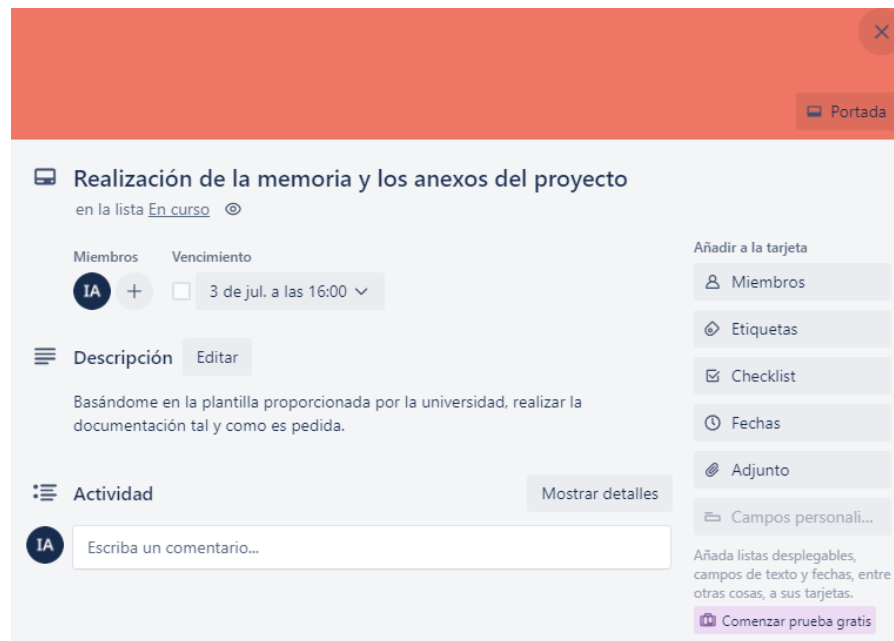 Portada
Realización de la memoria y los anexos del proyecto
en la lista En curso
Miembros
Vencimiento
IA
3 de jul. a las 16:00
Descripción
Editar
Basándome en la plantilla proporcionada por la universidad, realizar la
documentación tal y como es pedida.
Actividad
Mostrar detalles
IA
Escriba un comentario...
Añadir a la tarjeta
Miembros
Etiquetas
Checklist
Fechas
Adjunto
Campos personali...
Añada listas desplegables,
campos de texto y fechas, entre
otras cosas, a sus tarjetas.
Comenzar prueba gratis